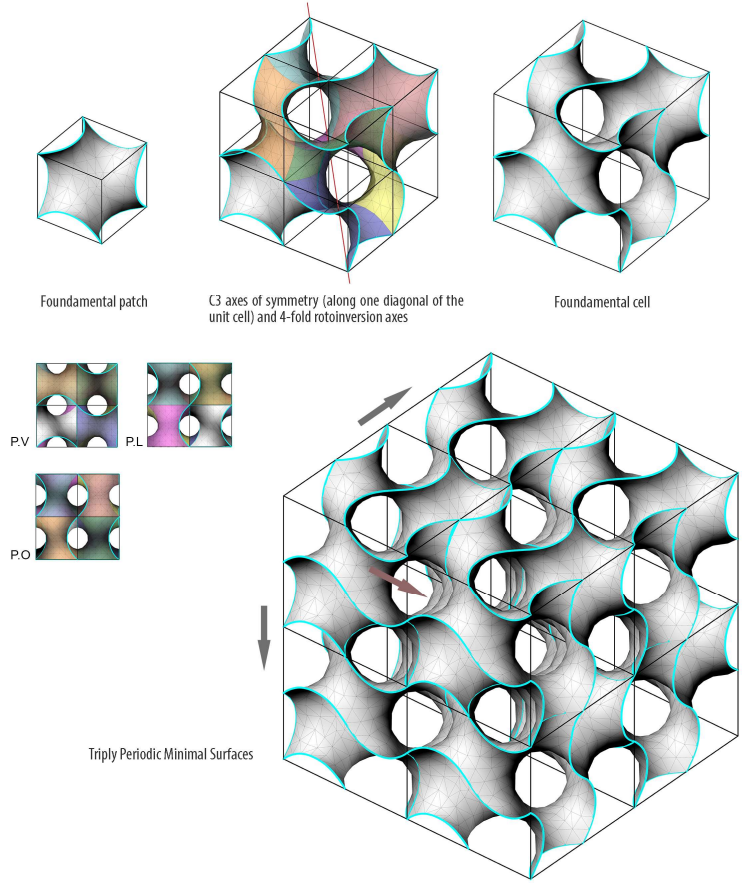 Foundamental patch
C3 axes of symmetry (along one diagonal of the
unit cell) and 4-fold rotoinversion axes
Foundamental cell
P.V
P.L
P.O
Triply Periodic Minimal Surfaces